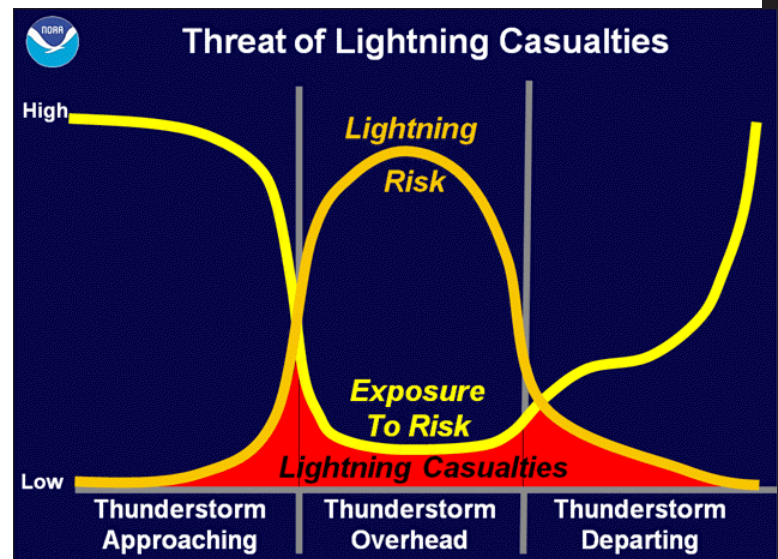 NOAA
Threat of Lightning Casualties
High
Lightning
Risk
Exposure
To Risk
Lightning Casualties
Low
Thunderstorm
Approaching
Thunderstorm
Overhead
Thunderstorm
Departing